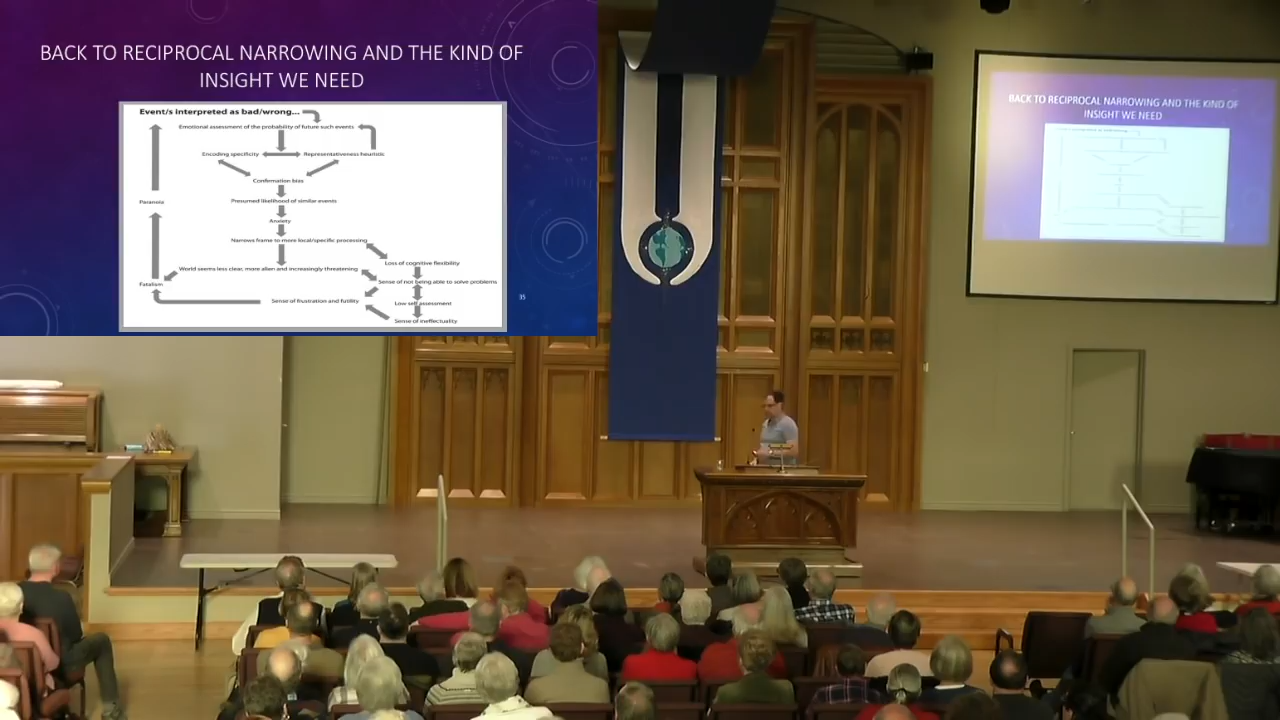 BACK TO RECIPROCAL NARROWING AND THE KIND OF
INSIGHT WE NEED
Event/s interpreted as bad/wrong...
Emotional assessment of the probability of future such events
Encoding specificity
Representativeness heuristic
Confirmation bias
Presumed likelihood of similar events
Paranoia
Anxiety
Narrows frame to more local/specific processing
Loss of cognitive flexibility
World seems less clear, more alien and increasingly threatening
Sense of not being able to solve problems
Fatalism
Sense of frustration and futility
Low self assessment
Sense of ineffectuality
35
BACK TO RECIPROCAL NARROWING AND THE KIND OF
INSIGHT WE NEED